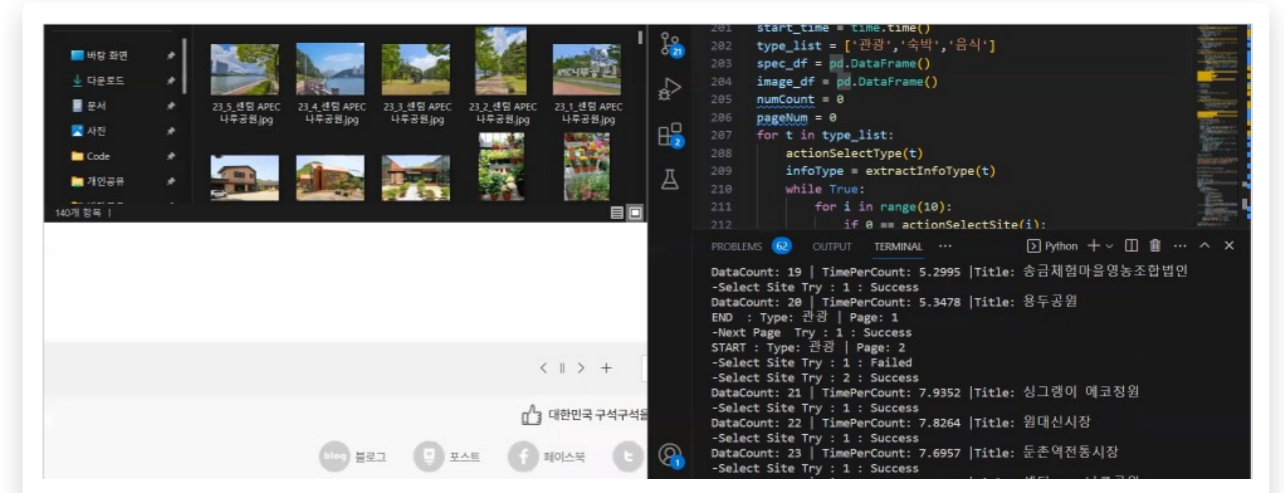 바탕 화면
다운로드
문서
사진
Code
개인공유
23_5_센텀 APEC
나루공원.jpg
23_4_센텀 APEC
나루공원.jpg
23_3_센텀 APEC
나루공원.jpg
23_2_센텀 APEC
나루공원.jpg
23_1_센텀 APEC
나루공원.jpg
140개 항목
대한민국 구석구석을
blog 블로그
포스트
페이스북
21
2
1
201 start_time = time.time()
202 type_list = ['관광','숙박','음식']
203 spec_df = pd.DataFrame()
204 image_df = pd.DataFrame()
205 numCount = 0
206 pageNum = 0
207 for t in type_list:
208 actionSelectType(t)
209 infoType = extractInfoType(t)
210 while True:
211 for i in range(10):
212 if 0 == actionSelectSite(i):
PROBLEMS 62 OUTPUT TERMINAL ··· Python
DataCount: 19 | TimePerCount: 5.2995 |Title: 송금체험마을영농조합법인
-Select Site Try : 1 : Success
DataCount: 20 | TimePerCount: 5.3478 |Title: 용두공원
END : Type: 관광 | Page: 1
-Next Page Try : 1 : Success
START : Type: 관광 | Page: 2
-Select Site Try : 1 : Failed
-Select Site Try : 2 : Success
DataCount: 21 | TimePerCount: 7.9352 |Title: 싱그랭이 에코정원
-Select Site Try : 1 : Success
DataCount: 22 | TimePerCount: 7.8264 |Title: 원대신시장
-Select Site Try : 1 : Success
DataCount: 23 | TimePerCount: 7.6957 |Title: 둔촌역전통시장
-Select Site Try : 1 : Success